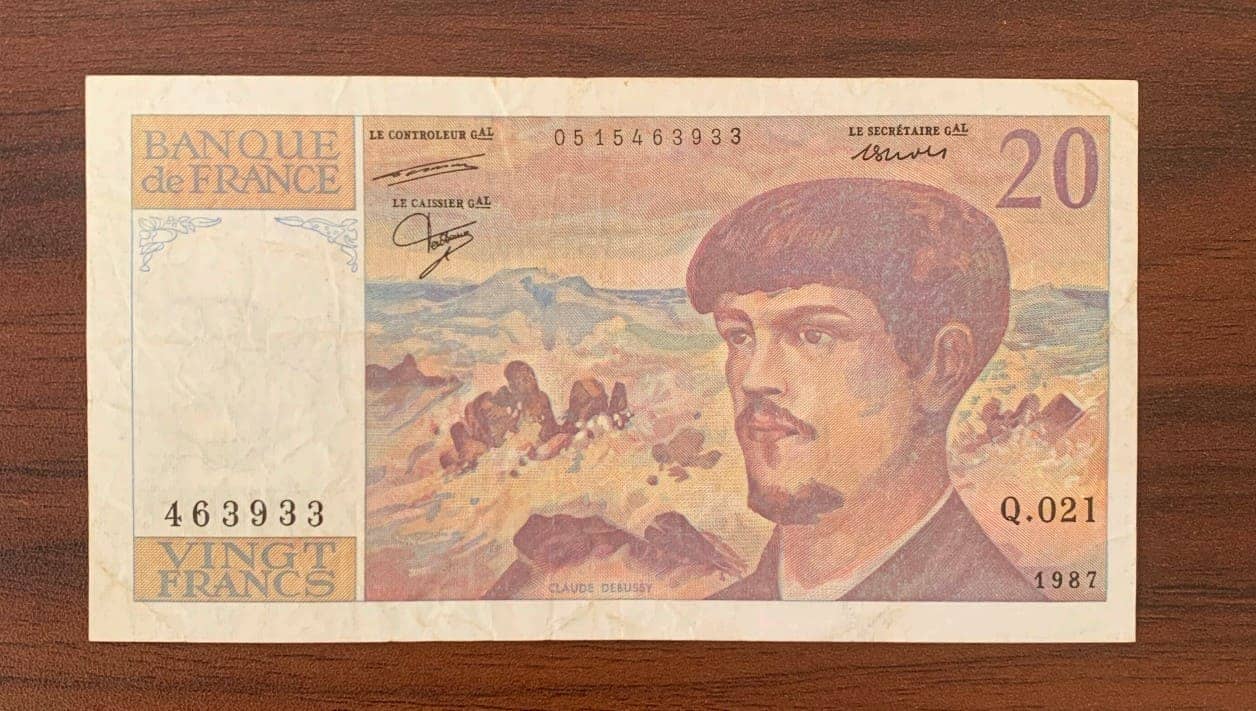 BANQUE
de FRANCE
LE CONTROLEUR GAL
0515463933
LE SECRÉTAIRE GAL
20
LE CAISSIER GAL
463933
Q.021
VINGT
FRANCS
CLAUDE DEBUSSY
1987